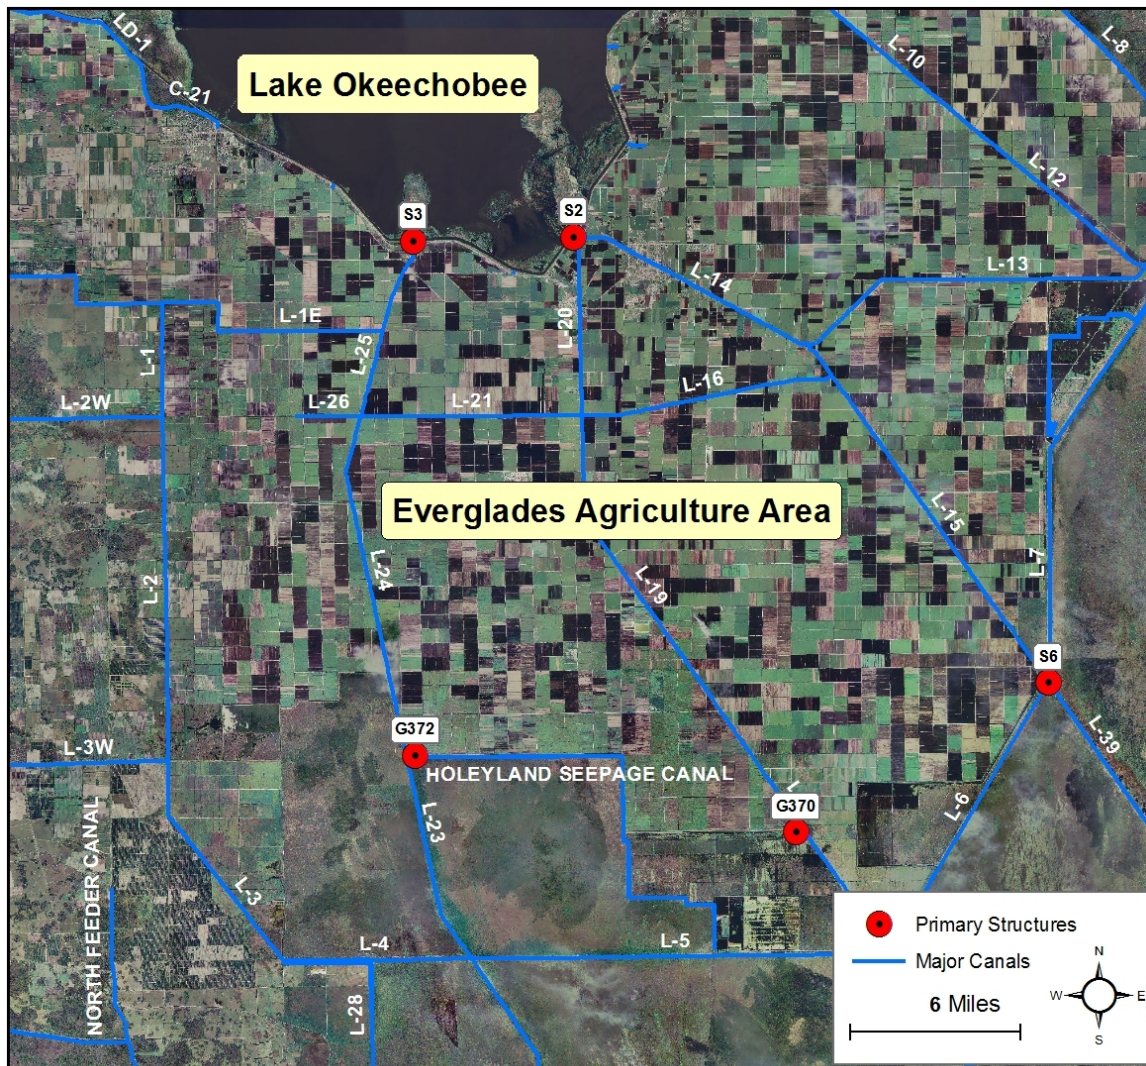 LD-1
C-21
Lake Okeechobee
L-10
L-8
L-12
S3
S2
L-14
L-13
L-1E
L-1
L-25
L-20
L-2W
L-26
L-21
L-16
Everglades Agriculture Area
L-15
L-7
L-2
L-24
L-19
S6
L-39
G372
L-3W
HOLEYLAND SEEPAGE CANAL
L-23
L
G370
L-6
NORTH FEEDER CANAL
L-3
L-4
L-5
L-28
Primary Structures
Major Canals
6 Miles
N
W
E
S